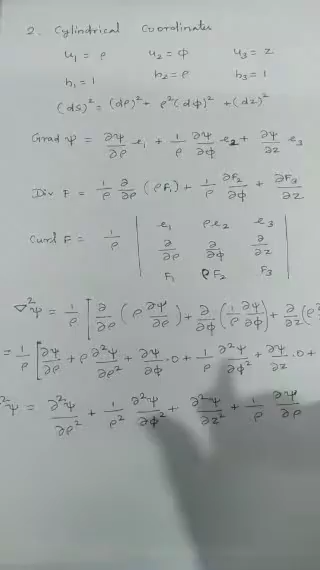 2. Cylindrical Coordinates
u₁ = ρ u₂ = ϕ u₃ = z
h₁ = 1 h₂ = ρ h₃ = 1
(ds)² = (dρ)² + ρ²(dϕ)² + (dz)²
Grad ψ = ∂ψ/∂ρ e₁ + 1/ρ ∂ψ/∂ϕ e₂ + ∂ψ/∂z e₃
Div F = 1/ρ ∂/∂ρ (ρF₁) + 1/ρ ∂F₂/∂ϕ + ∂F₃/∂z
Curl F = 1/ρ | e₁ ρe₂ e₃ |
| ∂/∂ρ ∂/∂ϕ ∂/∂z |
| F₁ ρF₂ F₃ |
∇²ψ = 1/ρ [ ∂/∂ρ (ρ ∂ψ/∂ρ) + ∂/∂ϕ (1/ρ ∂ψ/∂ϕ) + ∂/∂z (ρ
= 1/ρ [ ∂ψ/∂ρ + ρ ∂²ψ/∂ρ² + ∂ψ/∂ϕ .0 + 1/ρ ∂²ψ/∂ϕ² + ∂ψ/∂z .0 +
²ψ = ∂²ψ/∂ρ² + 1/ρ² ∂²ψ/∂ϕ² + ∂²ψ/∂z² + 1/ρ ∂ψ/∂ρ